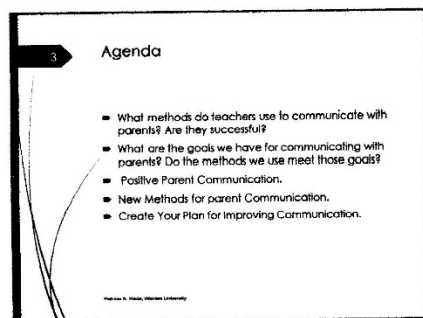 3
Agenda
What methods do teachers use to communicate with
parents? Are they successful?
What are the goals we have for communicating with
parents? Do the methods we use meet those goals?
Positive Parent Communication.
New Methods for parent Communication.
Create Your Plan for Improving Communication.
Patricia A. University